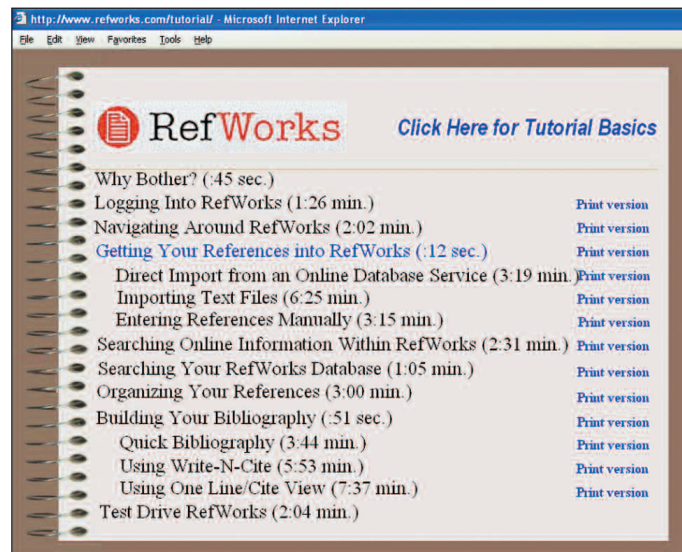 http://www.refworks.com/tutorial/ - Microsoft Internet Explorer
File Edit View Favorites Tools Help
RefWorks
Click Here for Tutorial Basics
Why Bother? (:45 sec.)
Logging Into RefWorks (1:26 min.) Print version
Navigating Around RefWorks (2:02 min.) Print version
Getting Your References into RefWorks (:12 sec.) Print version
Direct Import from an Online Database Service (3:19 min.) Print version
Importing Text Files (6:25 min.) Print version
Entering References Manually (3:15 min.) Print version
Searching Online Information Within RefWorks (2:31 min.) Print version
Searching Your RefWorks Database (1:05 min.) Print version
Organizing Your References (3:00 min.) Print version
Building Your Bibliography (:51 sec.) Print version
Quick Bibliography (3:44 min.) Print version
Using Write-N-Cite (5:53 min.) Print version
Using One Line/Cite View (7:37 min.) Print version
Test Drive RefWorks (2:04 min.)